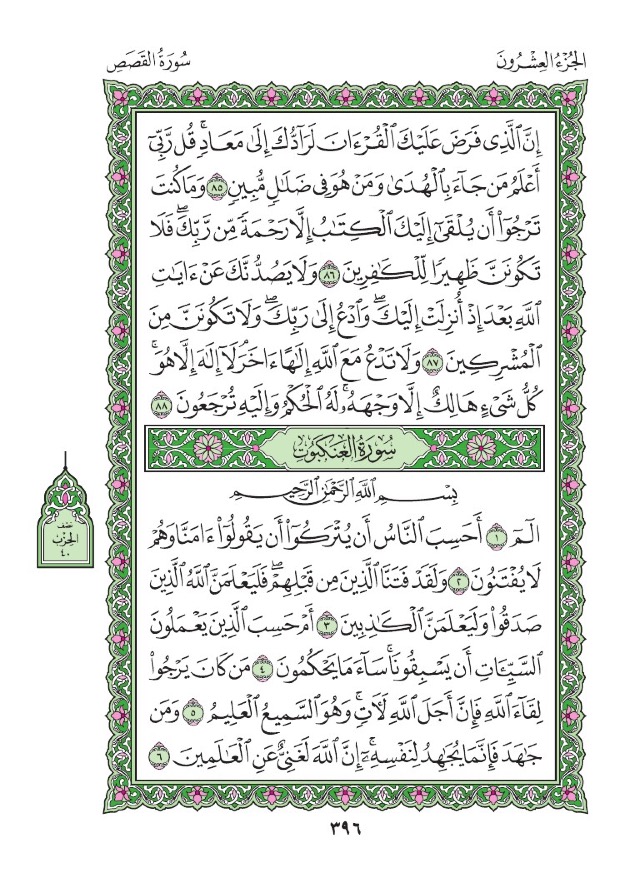 الجُزْءُ العِشْرُونَ
سُورَةُ القَصَصِ
إِنَّ ٱلَّذِى فَرَضَ عَلَيْكَ ٱلْقُرْءَانَ لَرَآدُّكَ إِلَىٰ مَعَادٍ ۚ قُل رَّبِّىٓ
أَعْلَمُ مَن جَآءَ بِٱلْهُدَىٰ وَمَنْ هُوَ فِى ضَلَـٰلٍ مُّبِينٍ ٨٥ وَمَا كُنتَ
تَرْجُوٓا۟ أَن يُلْقَىٰٓ إِلَيْكَ ٱلْكِتَـٰبُ إِلَّا رَحْمَةً مِّن رَّبِّكَ ۖ فَلَا
تَكُونَنَّ ظَهِيرًا لِّلْكَـٰفِرِينَ ٨٦ وَلَا يَصُدُّنَّكَ عَنْ ءَايَـٰتِ
ٱللَّهِ بَعْدَ إِذْ أُنزِلَتْ إِلَيْكَ ۖ وَٱدْعُ إِلَىٰ رَبِّكَ ۖ وَلَا تَكُونَنَّ مِنَ
ٱلْمُشْرِكِينَ ٨٧ وَلَا تَدْعُ مَعَ ٱللَّهِ إِلَـٰهًا ءَاخَرَ ۘ لَآ إِلَـٰهَ إِلَّا هُوَ ۚ
كُلُّ شَىْءٍ هَالِكٌ إِلَّا وَجْهَهُۥ ۚ لَهُ ٱلْحُكْمُ وَإِلَيْهِ تُرْجَعُونَ ٨٨
سُورَةُ العَنكَبُوتِ
بِسْمِ ٱللَّهِ ٱلرَّحْمَـٰنِ ٱلرَّحِيمِ
الٓمٓ ١ أَحَسِبَ ٱلنَّاسُ أَن يُتْرَكُوٓا۟ أَن يَقُولُوٓا۟ ءَامَنَّا وَهُمْ
لَا يُفْتَنُونَ ٢ وَلَقَدْ فَتَنَّا ٱلَّذِينَ مِن قَبْلِهِمْ ۖ فَلَيَعْلَمَنَّ ٱللَّهُ ٱلَّذِينَ
صَدَقُوا۟ وَلَيَعْلَمَنَّ ٱلْكَـٰذِبِينَ ٣ أَمْ حَسِبَ ٱلَّذِينَ يَعْمَلُونَ
ٱلسَّيِّـَٔاتِ أَن يَسْبِقُونَا ۚ سَآءَ مَا يَحْكُمُونَ ٤ مَن كَانَ يَرْجُوا۟
لِقَآءَ ٱللَّهِ فَإِنَّ أَجَلَ ٱللَّهِ لَـَٔاتٍ ۚ وَهُوَ ٱلسَّمِيعُ ٱلْعَلِيمُ ٥ وَمَن
جَـٰهَدَ فَإِنَّمَا يُجَـٰهِدُ لِنَفْسِهِۦٓ ۚ إِنَّ ٱللَّهَ لَغَنِىٌّ عَنِ ٱلْعَـٰلَمِينَ ٦
نصف
الحزب
٤٠
٣٩٦